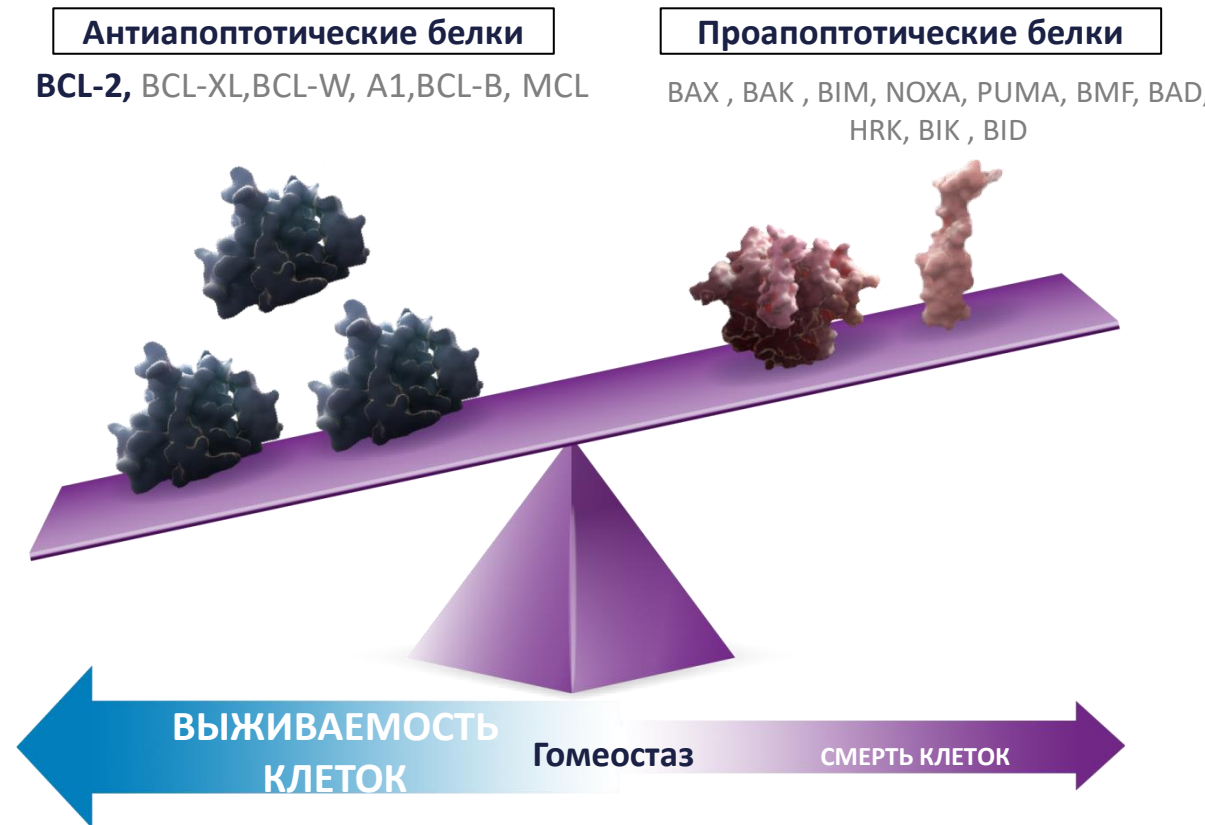 Антиапоптотические белки
BCL-2, BCL-XL,BCL-W, A1,BCL-B, MCL
Проапоптотические белки
BAX , BAK , BIM, NOXA, PUMA, BMF, BAD,
HRK, BIK , BID
ВЫЖИВАЕМОСТЬ
КЛЕТОК
Гомеостаз
СМЕРТЬ КЛЕТОК